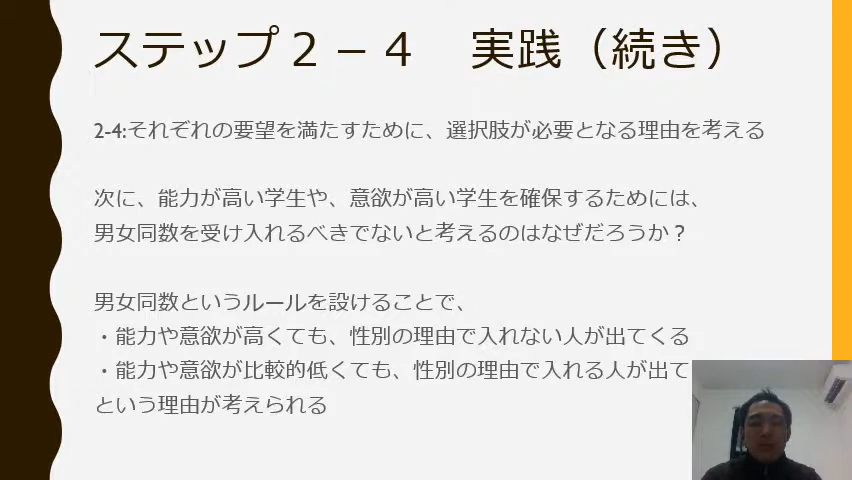 ステップ２－４　実践（続き）
2-4:それぞれの要望を満たすために、選択肢が必要となる理由を考える
次に、能力が高い学生や、意欲が高い学生を確保するためには、
男女同数を受け入れるべきでないと考えるのはなぜだろうか？
男女同数というルールを設けることで、
・能力や意欲が高くても、性別の理由で入れない人が出てくる
・能力や意欲が比較的低くても、性別の理由で入れる人が出て
という理由が考えられる